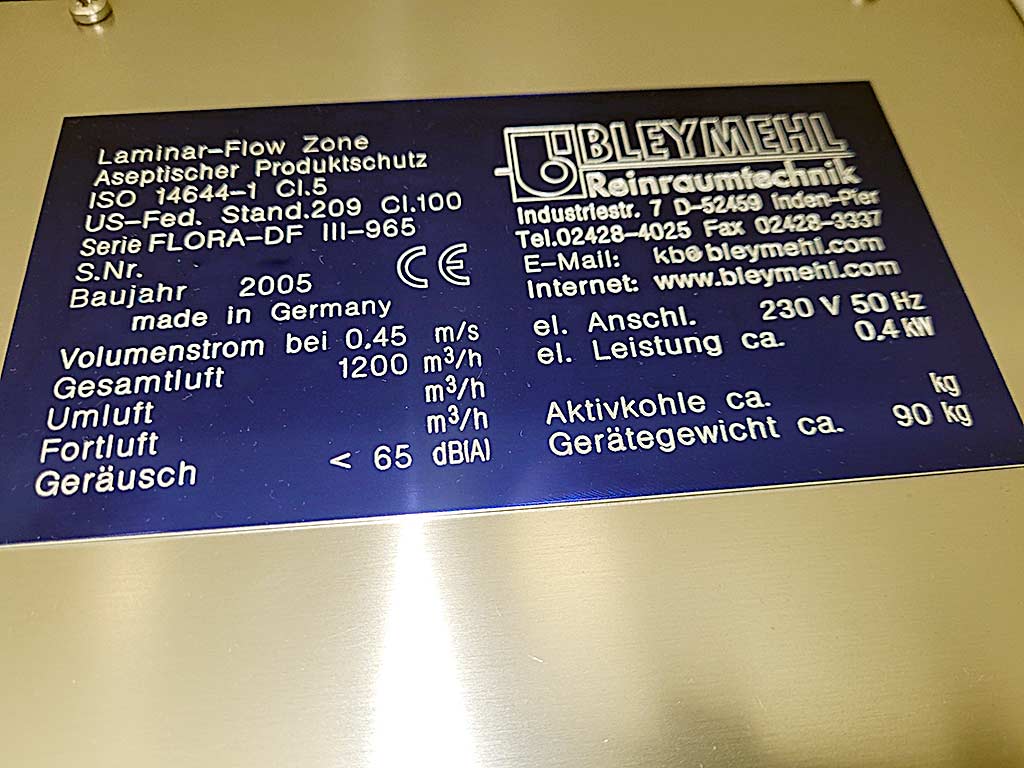 Laminar-Flow Zone
Aseptischer Produktschutz
ISO 14644-1 Cl.5
US-Fed. Stand.209 Cl.100
Serie FLORA-DF III-965
S.Nr.
Baujahr 2005
made in Germany
CE
Volumenstrom bei 0.45 m/s
Gesamtluft 1200 m³/h
Umluft m³/h
Fortluft m³/h
Geräusch < 65 dB(A)
BLEYMEHL
Reinraumtechnik
Industriestr. 7 D-52459 Inden-Pier
Tel.02428-4025 Fax 02428-3337
E-Mail: kb@bleymehl.com
Internet: www.bleymehl.com
el. Anschl. 230 V 50 Hz
el. Leistung ca. 0,4 kW
Aktivkohle ca. kg
Gerätegewicht ca. 90 kg